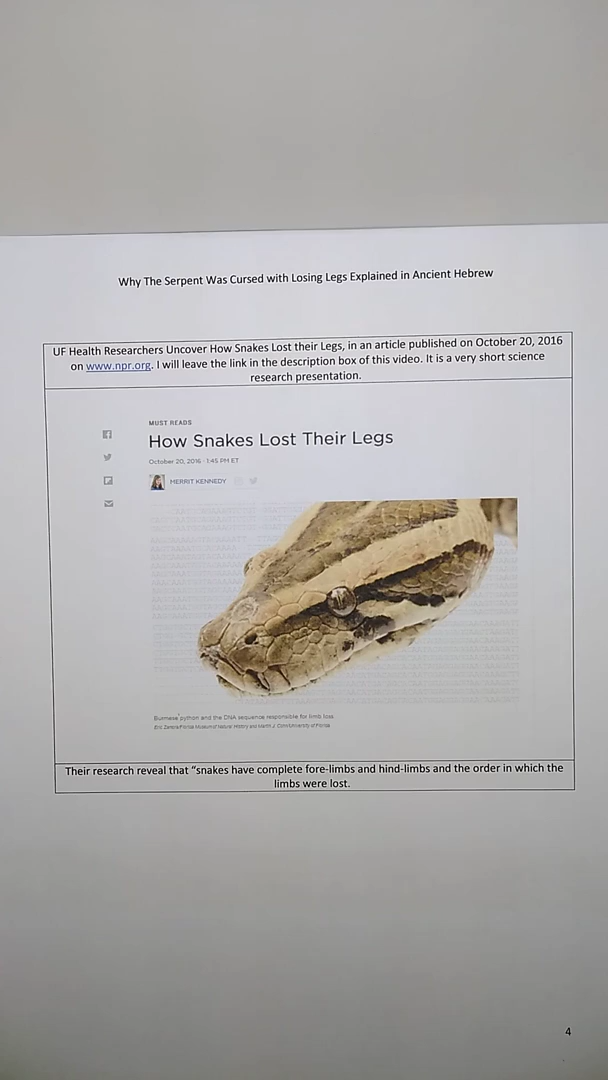 Why The Serpent Was Cursed with Losing Legs Explained in Ancient Hebrew
UF Health Researchers Uncover How Snakes Lost their Legs, in an article published on October 20, 2016
on www.npr.org. I will leave the link in the description box of this video. It is a very short science
research presentation.
MUST READS
How Snakes Lost Their Legs
October 20, 2016 · 1:45 PM ET
MERRIT KENNEDY
Burmese python and the DNA sequence responsible for limb loss.
Their research reveal that “snakes have complete fore-limbs and hind-limbs and the order in which the
limbs were lost.
4